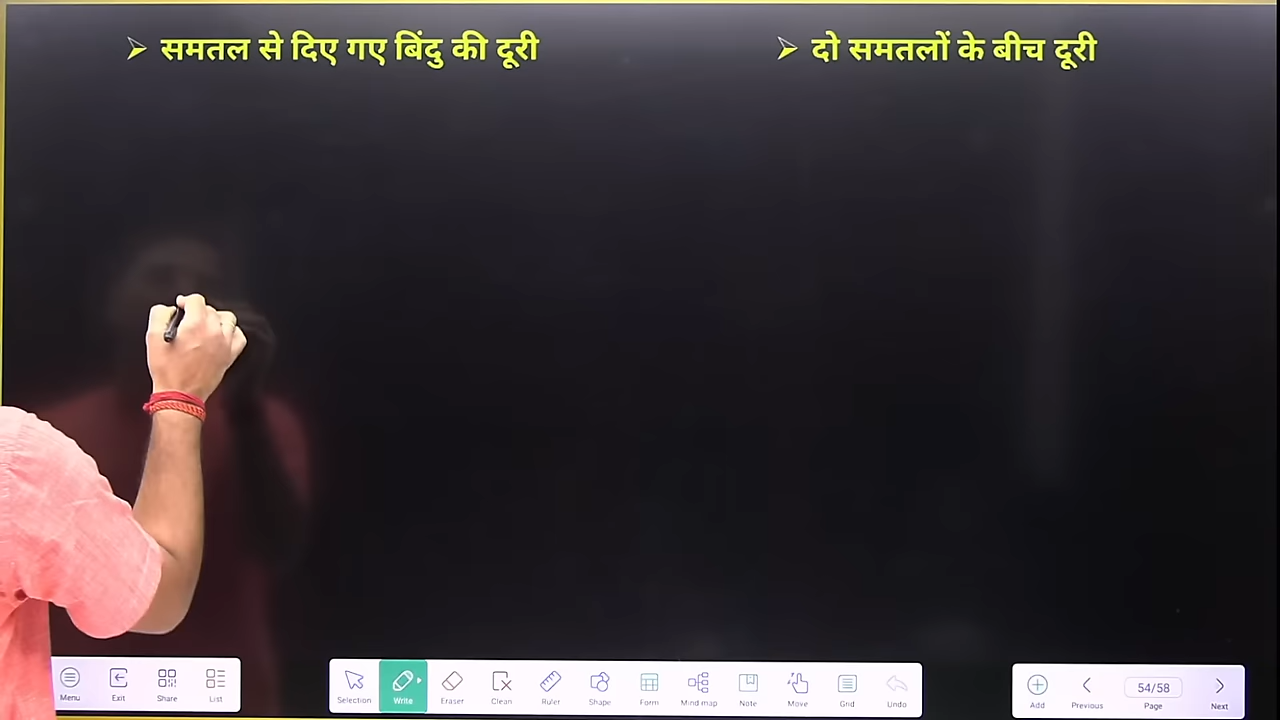 ➢ समतल से दिए गए बिंदु की दूरी
➢ दो समतलों के बीच दूरी
Menu
Exit
Share
List
Selection
Write
Eraser
Clean
Ruler
Shape
Form
Mind map
Note
Move
Grid
Undo
Add
Previous
54/58
Page
Next